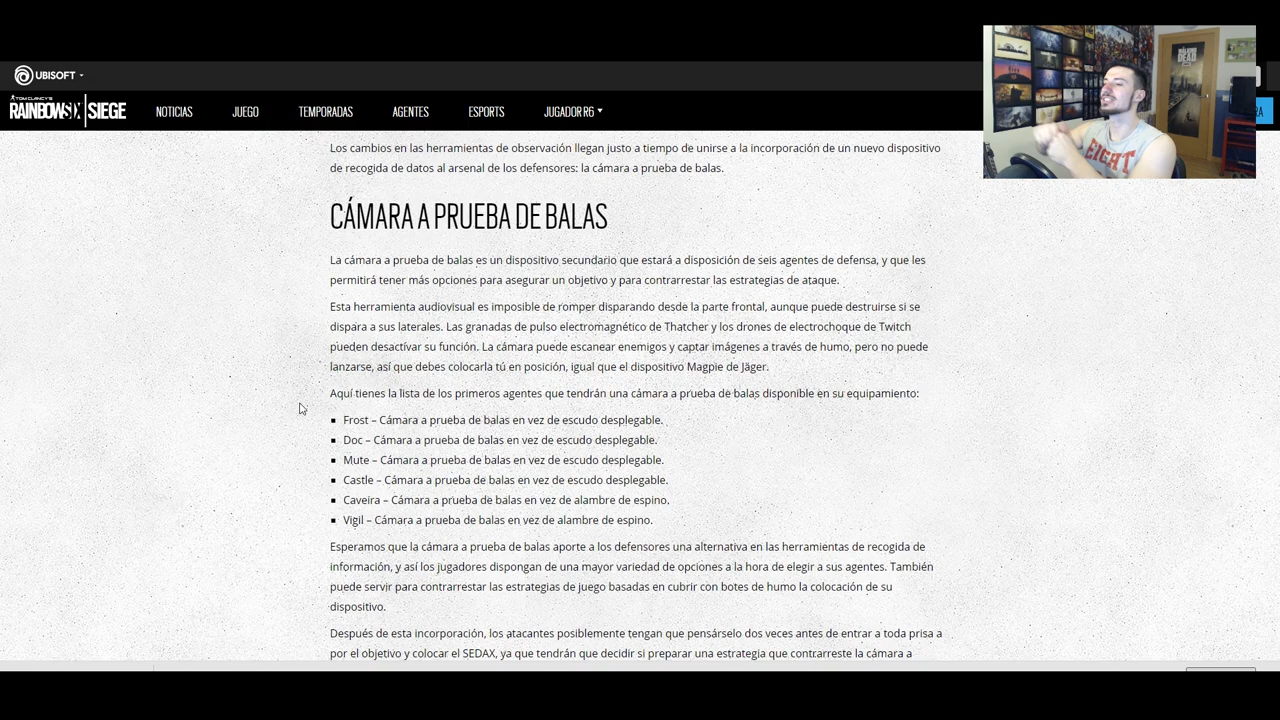 UBISOFT
TOM CLANCY'S
RAINBOW SIX | SIEGE
NOTICIAS
JUEGO
TEMPORADAS
AGENTES
ESPORTS
JUGADOR R6
RA
THE WALKING DEAD
EIGHT
Los cambios en las herramientas de observación llegan justo a tiempo de unirse a la incorporación de un nuevo dispositivo
de recogida de datos al arsenal de los defensores: la cámara a prueba de balas.
CÁMARA A PRUEBA DE BALAS
La cámara a prueba de balas es un dispositivo secundario que estará a disposición de seis agentes de defensa, y que les
permitirá tener más opciones para asegurar un objetivo y para contrarrestar las estrategias de ataque.
Esta herramienta audiovisual es imposible de romper disparando desde la parte frontal, aunque puede destruirse si se
dispara a sus laterales. Las granadas de pulso electromagnético de Thatcher y los drones de electrochoque de Twitch
pueden desactivar su función. La cámara puede escanear enemigos y captar imágenes a través de humo, pero no puede
lanzarse, así que debes colocarla tú en posición, igual que el dispositivo Magpie de Jäger.
Aquí tienes la lista de los primeros agentes que tendrán una cámara a prueba de balas disponible en su equipamiento:
Frost – Cámara a prueba de balas en vez de escudo desplegable.
Doc – Cámara a prueba de balas en vez de escudo desplegable.
Mute – Cámara a prueba de balas en vez de escudo desplegable.
Castle – Cámara a prueba de balas en vez de escudo desplegable.
Caveira – Cámara a prueba de balas en vez de alambre de espino.
Vigil – Cámara a prueba de balas en vez de alambre de espino.
Esperamos que la cámara a prueba de balas aporte a los defensores una alternativa en las herramientas de recogida de
información, y así los jugadores dispongan de una mayor variedad de opciones a la hora de elegir a sus agentes. También
puede servir para contrarrestar las estrategias de juego basadas en cubrir con botes de humo la colocación de su
dispositivo.
Después de esta incorporación, los atacantes posiblemente tengan que pensárselo dos veces antes de entrar a toda prisa a
por el objetivo y colocar el SEDAX, ya que tendrán que decidir si preparar una estrategia que contrarreste la cámara a